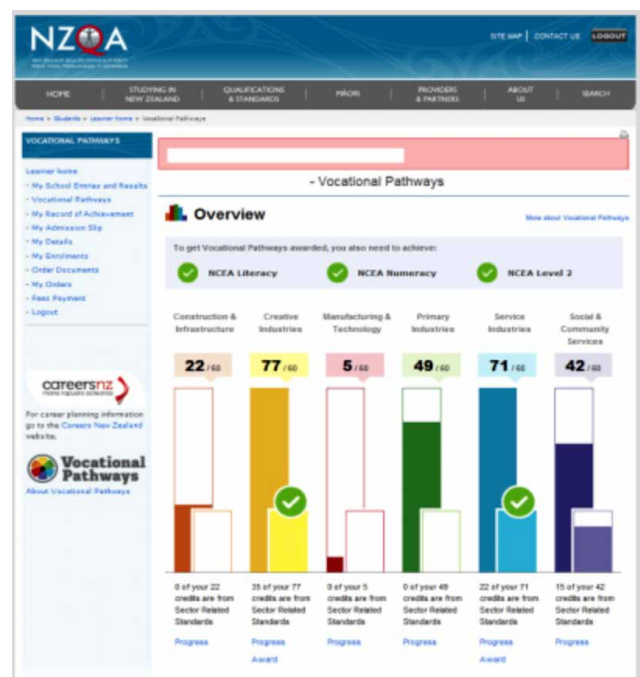 NZQA
SITE MAP | CONTACT US LOGOUT
HOME | STUDYING IN NEW ZEALAND | QUALIFICATIONS & STANDARDS | MĀORI | PROVIDERS & PARTNERS | ABOUT US | SEARCH
Home > Students > Learner home > Vocational Pathways
VOCATIONAL PATHWAYS
Learner home
- My School Entries and Results
- Vocational Pathways
- My Record of Achievement
- My Admission Slip
- My Details
- My Enrolments
- Order Documents
- My Orders
- Fees Payment
- Logout
careersnz
For career planning information
go to the Careers New Zealand
website.
Vocational
Pathways
About Vocational Pathways
- Vocational Pathways
Overview
More about Vocational Pathways
To get Vocational Pathways awarded, you also need to achieve:
NCEA Literacy NCEA Numeracy NCEA Level 2
Construction &
Infrastructure
22 / 60
0 of your 22
credits are from
Sector Related
Standards
Progress
Creative
Industries
77 / 60
35 of your 77
credits are from
Sector Related
Standards
Progress
Award
Manufacturing &
Technology
5 / 60
0 of your 5
credits are from
Sector Related
Standards
Progress
Primary
Industries
49 / 60
0 of your 49
credits are from
Sector Related
Standards
Progress
Service
Industries
71 / 60
22 of your 71
credits are from
Sector Related
Standards
Progress
Award
Social &
Community
Services
42 / 60
15 of your 42
credits are from
Sector Related
Standards
Progress